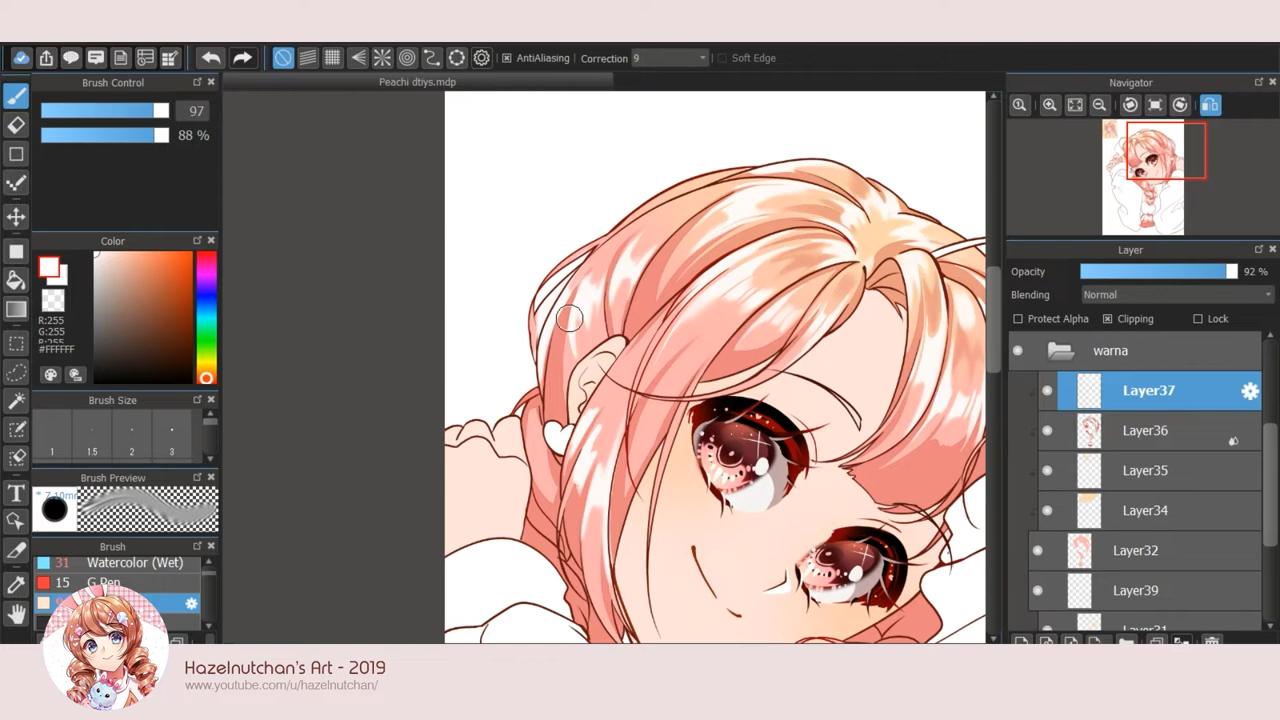 AntiAliasing Correction 9 Soft Edge
Brush Control
Peachi dtiys.mdp
Navigator
97
88 %
Color
R:255
G:255
#FFFFFF
Layer
Opacity 92 %
Blending Normal
Protect Alpha Clipping Lock
warna
Layer37
Layer36
Layer35
Layer34
Layer32
Layer39
Brush Size
1 1.5 2 3
Brush Preview
Brush
31 Watercolor (Wet)
15 G Pen
Hazelnutchan's Art - 2019
www.youtube.com/u/hazelnutchan/